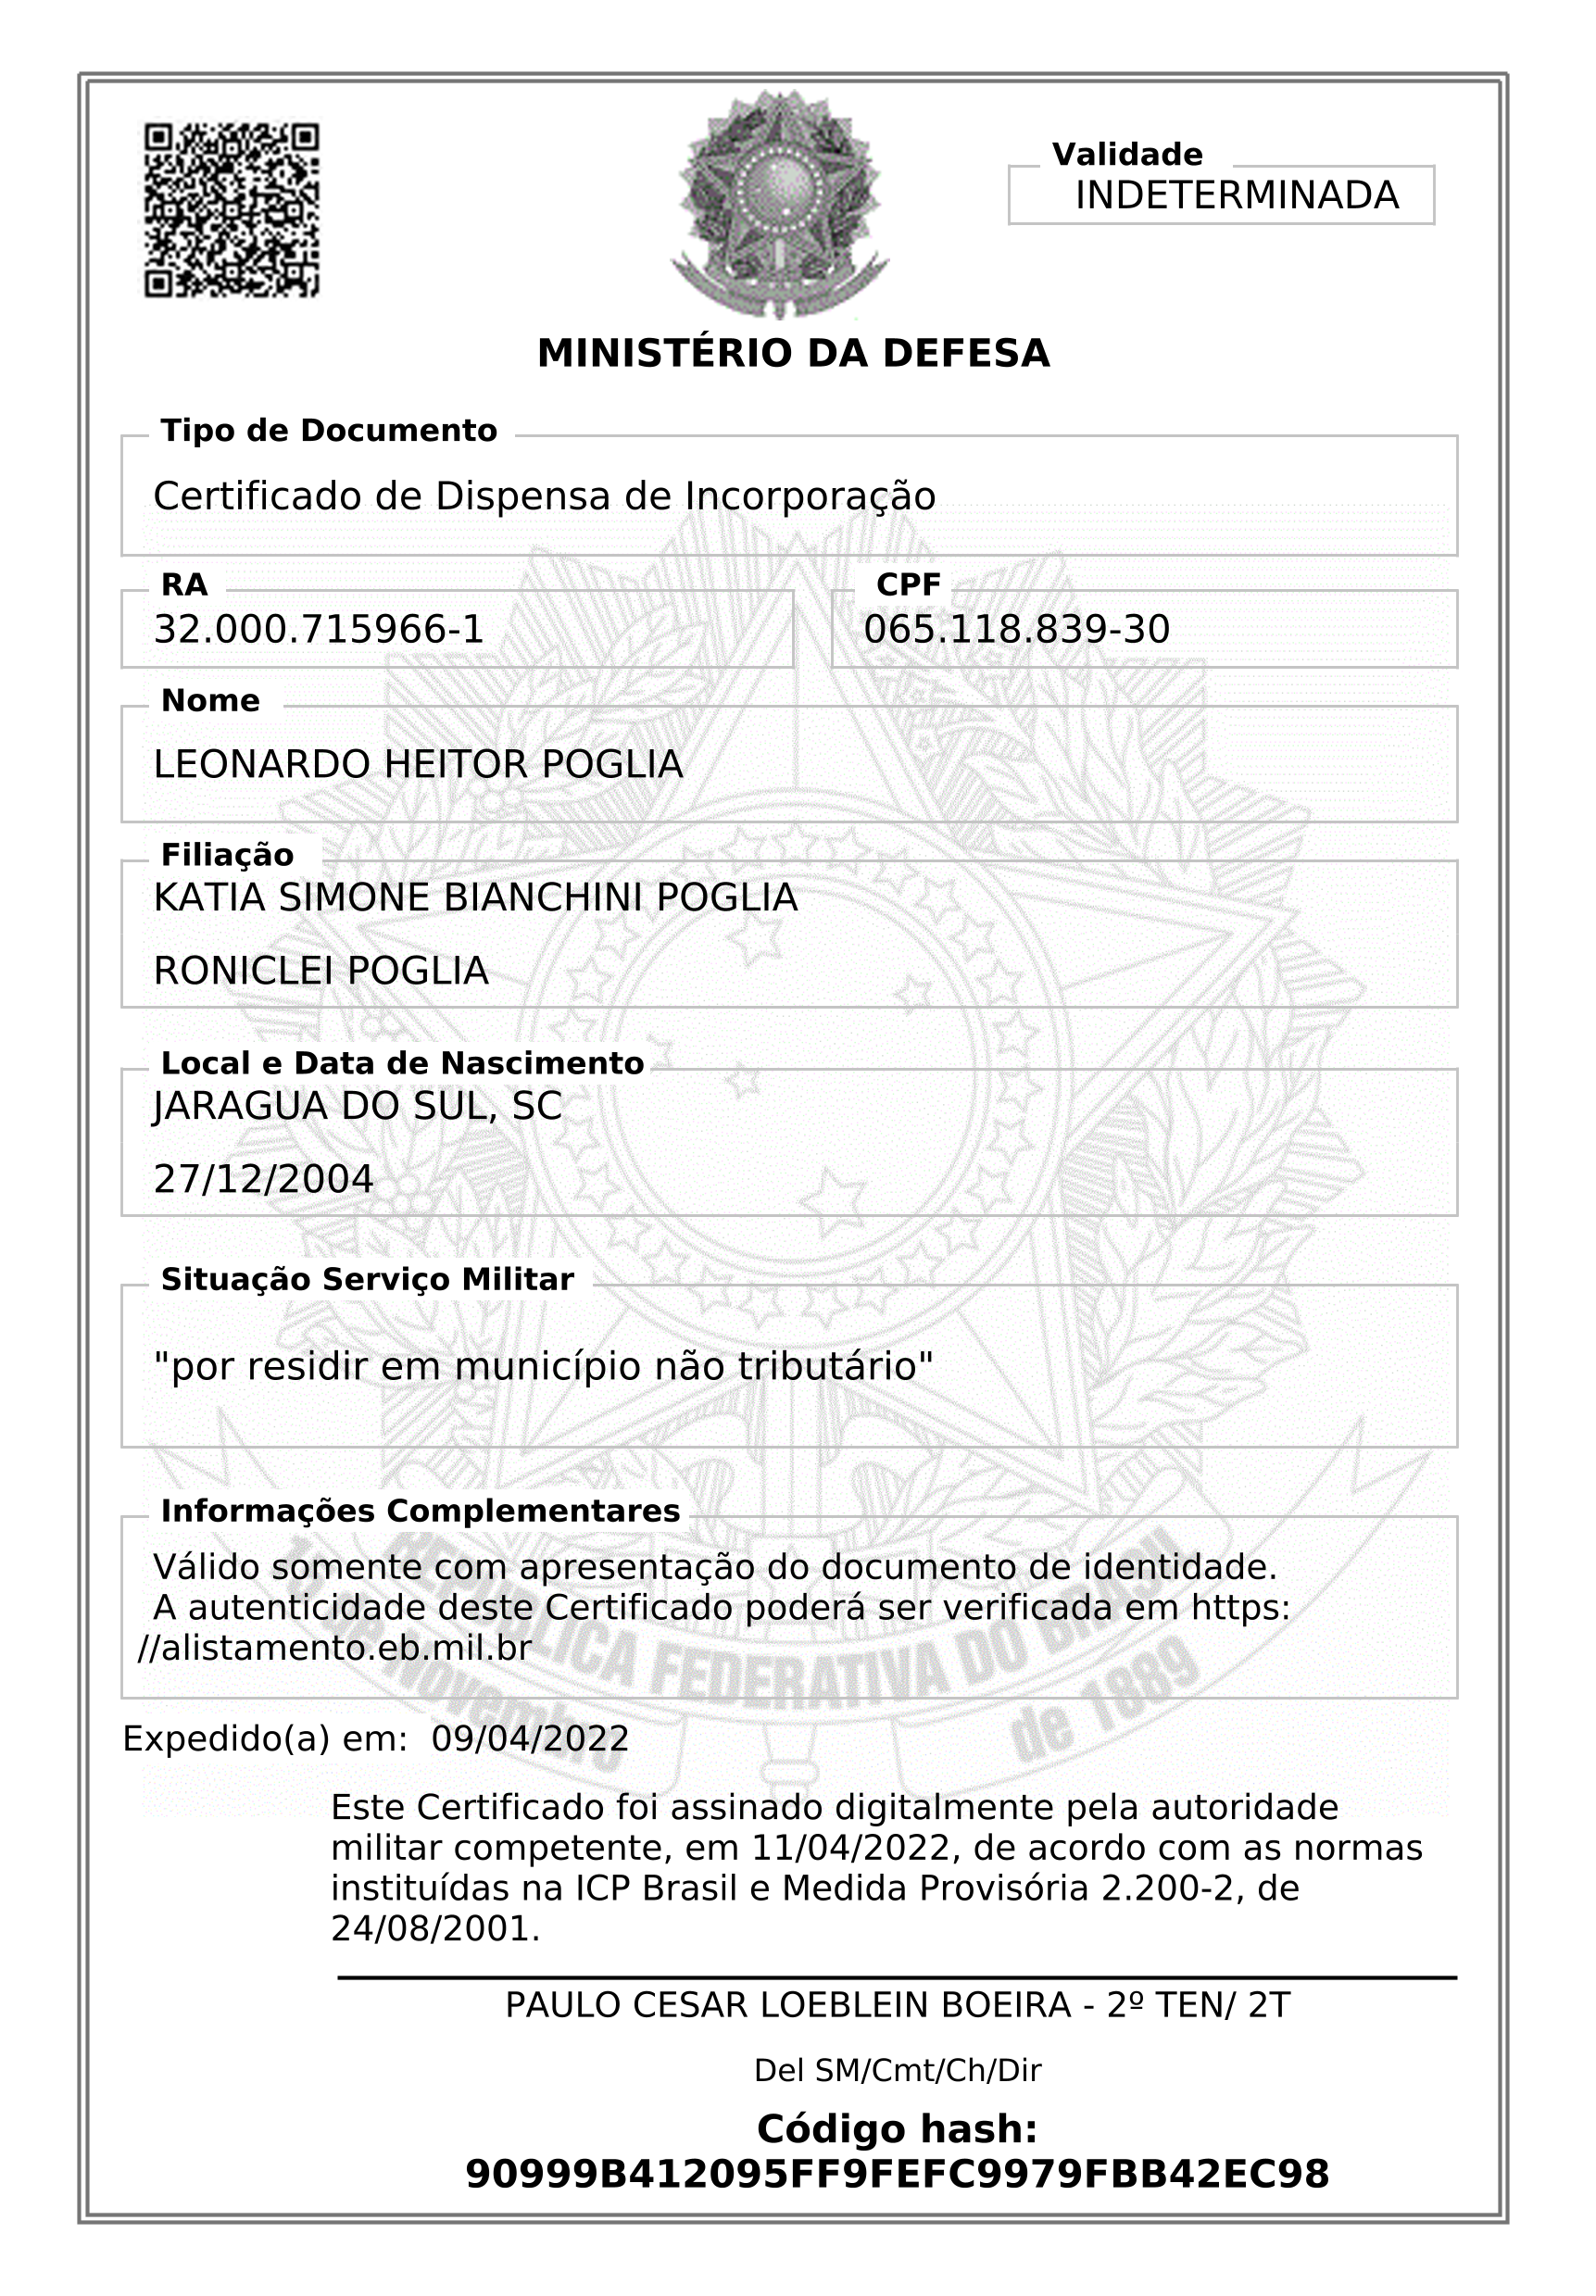 Validade
INDETERMINADA
MINISTÉRIO DA DEFESA
Tipo de Documento
Certificado de Dispensa de Incorporação
RA
32.000.715966-1
CPF
065.118.839-30
Nome
LEONARDO HEITOR POGLIA
Filiação
KATIA SIMONE BIANCHINI POGLIA
RONICLEI POGLIA
Local e Data de Nascimento
JARAGUA DO SUL, SC
27/12/2004
Situação Serviço Militar
"por residir em município não tributário"
Informações Complementares
Válido somente com apresentação do documento de identidade.
A autenticidade deste Certificado poderá ser verificada em https:
//alistamento.eb.mil.br
REPÚBLICA FEDERATIVA DO BRASIL
15 de Novembro de 1889
Expedido(a) em: 09/04/2022
Este Certificado foi assinado digitalmente pela autoridade
militar competente, em 11/04/2022, de acordo com as normas
instituídas na ICP Brasil e Medida Provisória 2.200-2, de
24/08/2001.
PAULO CESAR LOEBLEIN BOEIRA - 2º TEN/ 2T
Del SM/Cmt/Ch/Dir
Código hash:
90999B412095FF9FEFC9979FBB42EC98